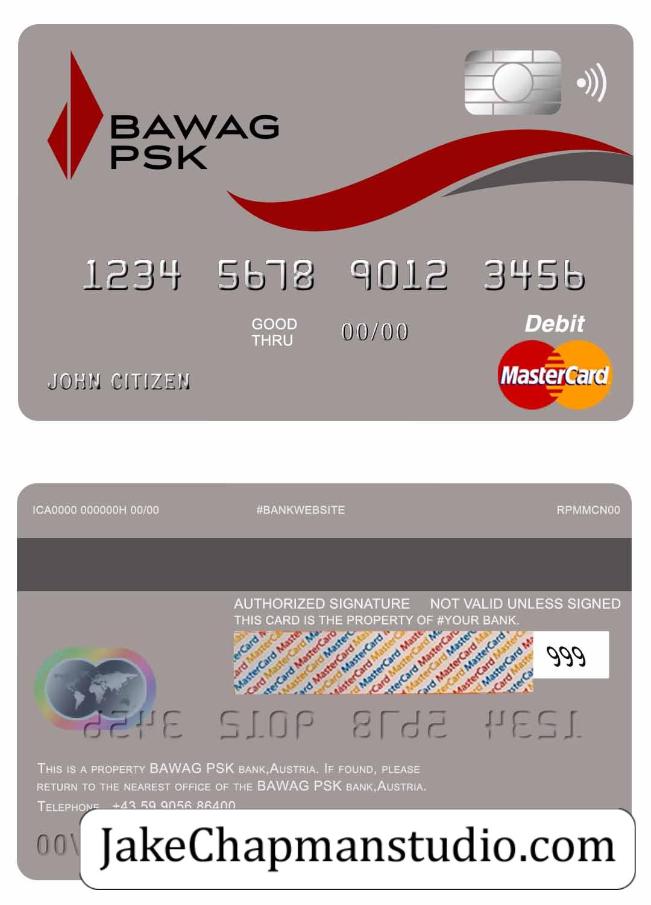 BAWAG
PSK
1234 5678 9012 3456
GOOD
THRU
00/00
Debit
MasterCard
JOHN CITIZEN
ICA0000 000000H 00/00 #BANKWEBSITE RPMMCN00
AUTHORIZED SIGNATURE NOT VALID UNLESS SIGNED
THIS CARD IS THE PROPERTY OF #YOUR BANK.
MasterCard
999
THIS IS A PROPERTY BAWAG PSK BANK,AUSTRIA. IF FOUND, PLEASE
RETURN TO THE NEAREST OFFICE OF THE BAWAG PSK BANK,AUSTRIA.
TELEPHONE +43 59 9056 86400
JakeChapmanstudio.com